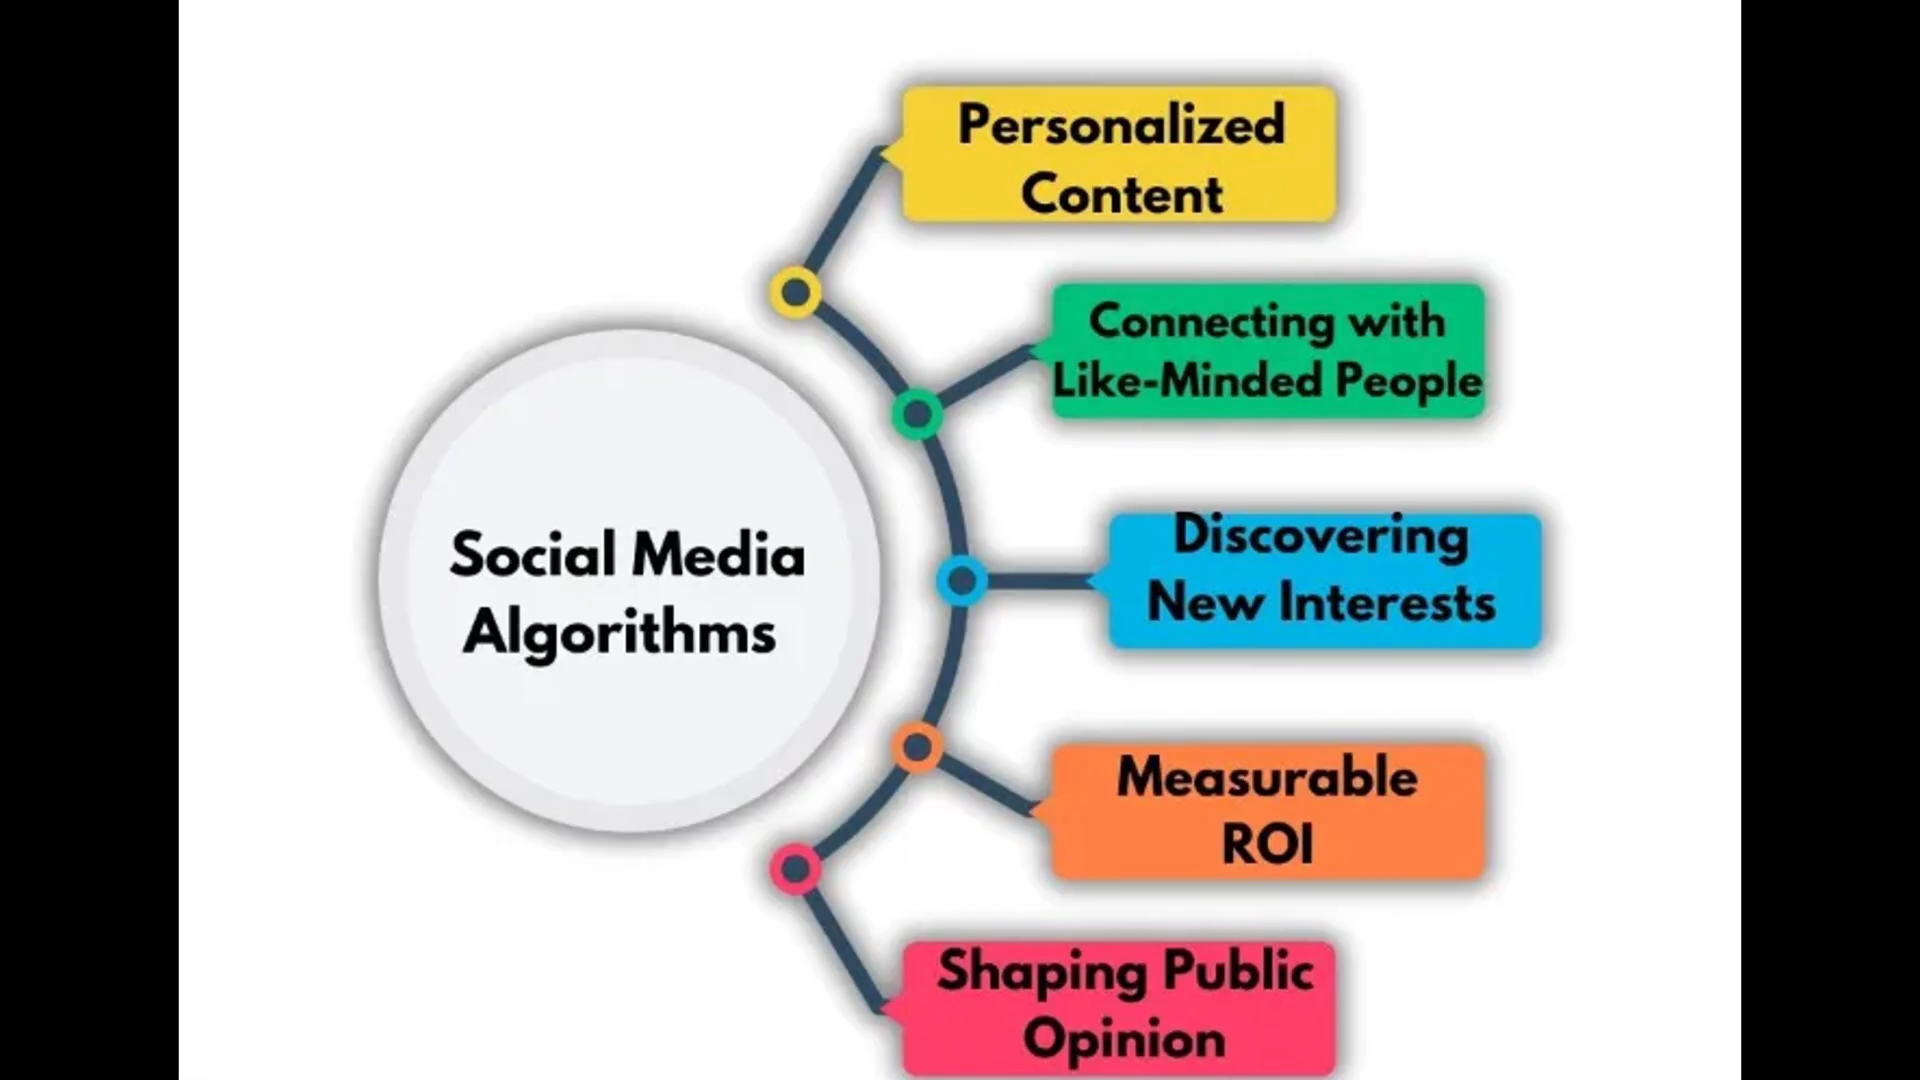 Social Media
Algorithms
Personalized
Content
Connecting with
Like-Minded People
Discovering
New Interests
Measurable
ROI
Shaping Public
Opinion